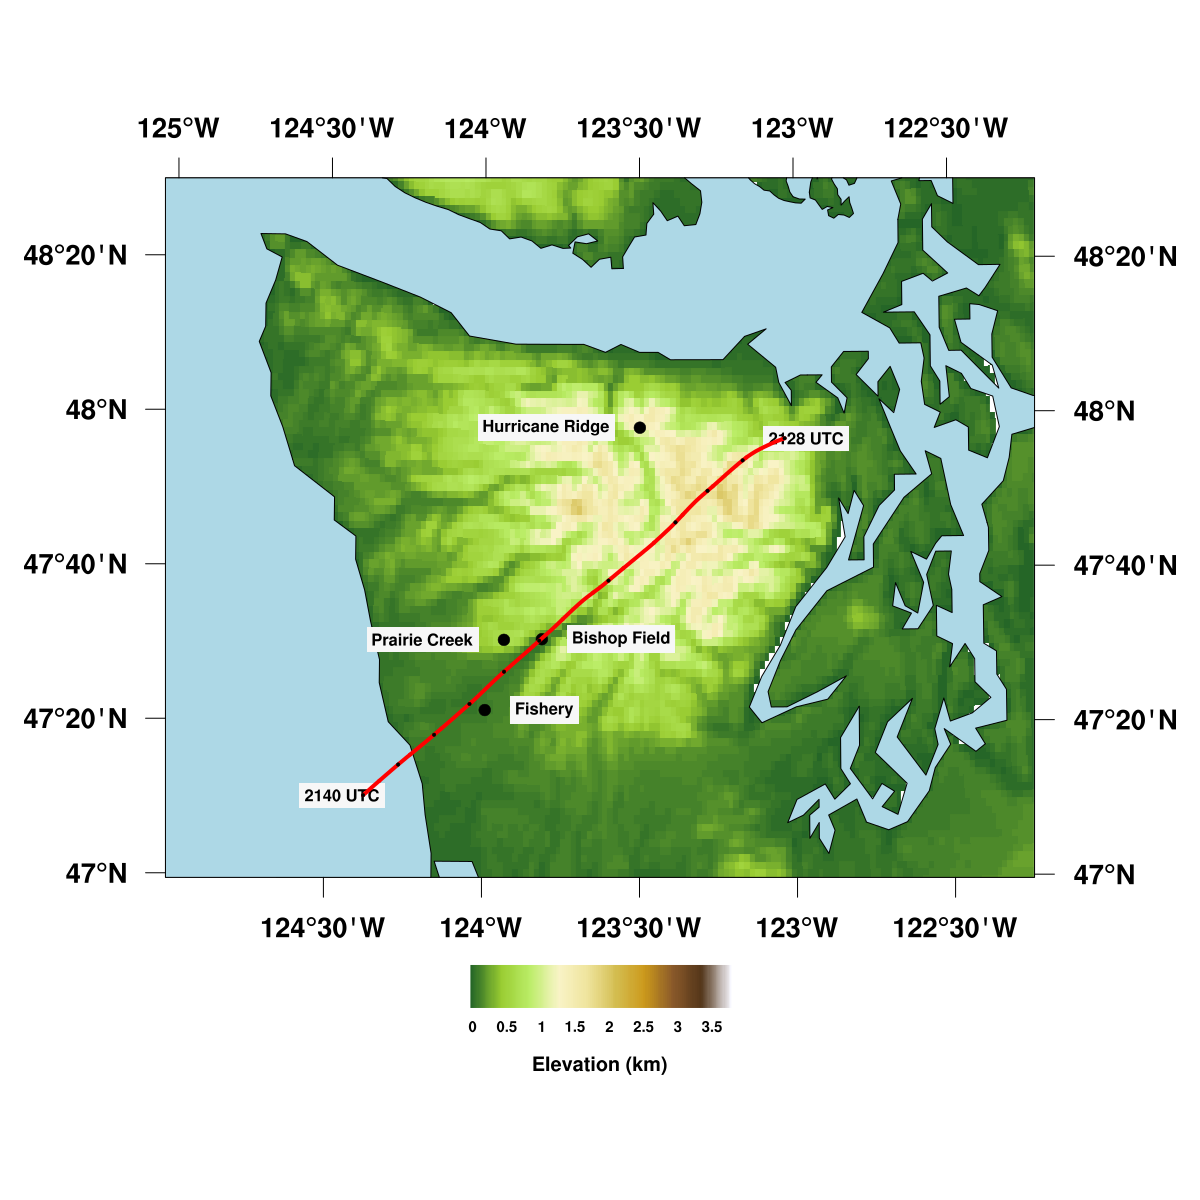 125°W 124°30'W 124°W 123°30'W 123°W 122°30'W
48°20'N 48°20'N
48°N 48°N
Hurricane Ridge
2128 UTC
47°40'N 47°40'N
Prairie Creek Bishop Field
Fishery
47°20'N 47°20'N
2140 UTC
47°N 47°N
124°30'W 124°W 123°30'W 123°W 122°30'W
0 0.5 1 1.5 2 2.5 3 3.5
Elevation (km)